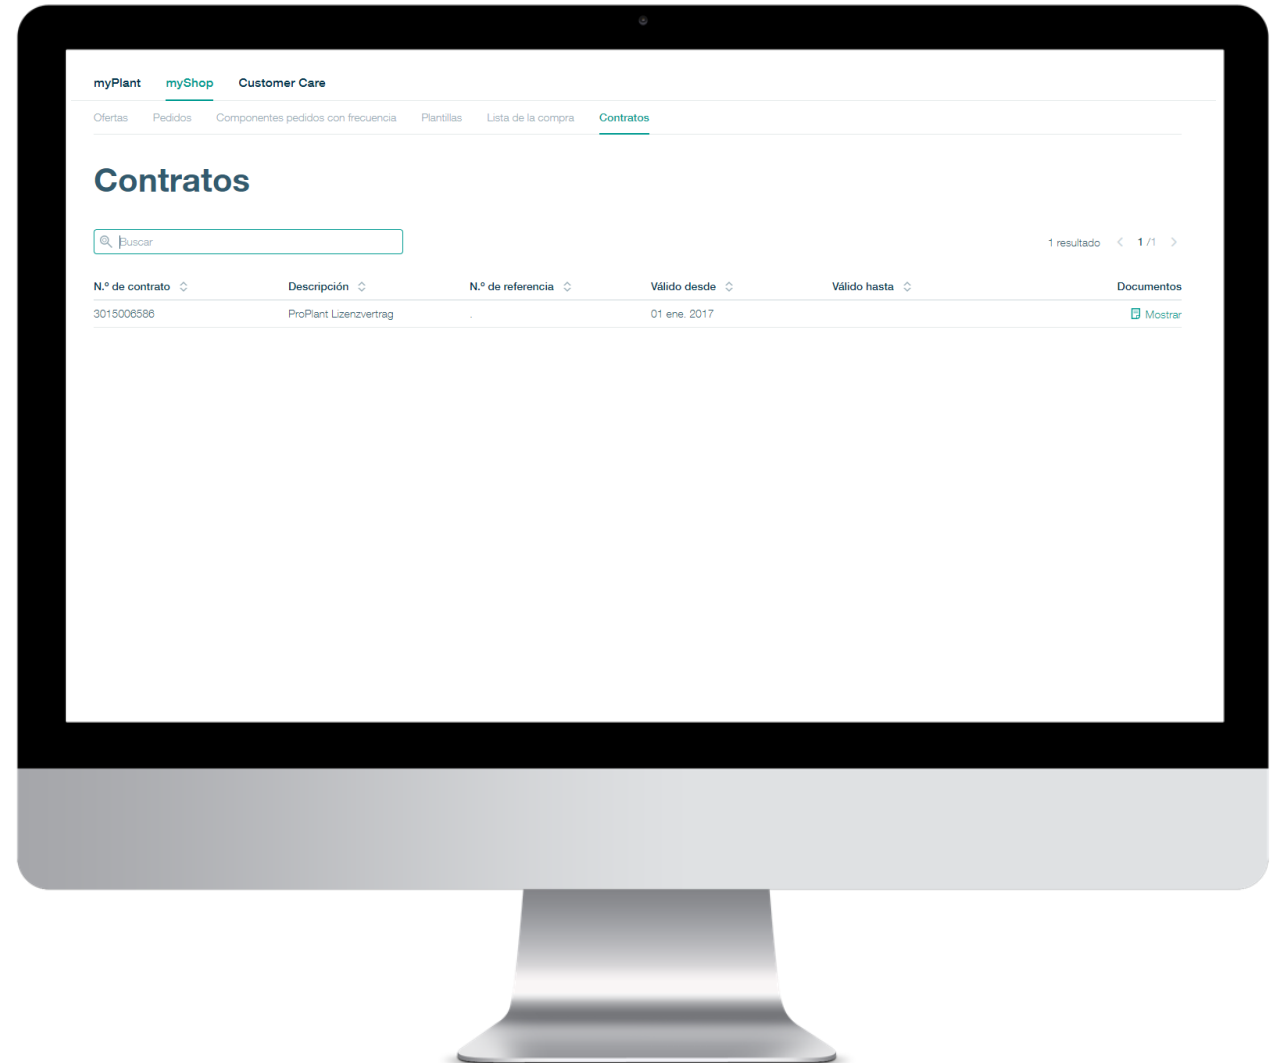 myPlant myShop Customer Care
Ofertas Pedidos Componentes pedidos con frecuencia Plantillas Lista de la compra Contratos
Contratos
Buscar 1 resultado 1 /1
N.º de contrato Descripción N.º de referencia Válido desde Válido hasta Documentos
3015006586 ProPlant Lizenzvertrag . 01 ene. 2017 Mostrar